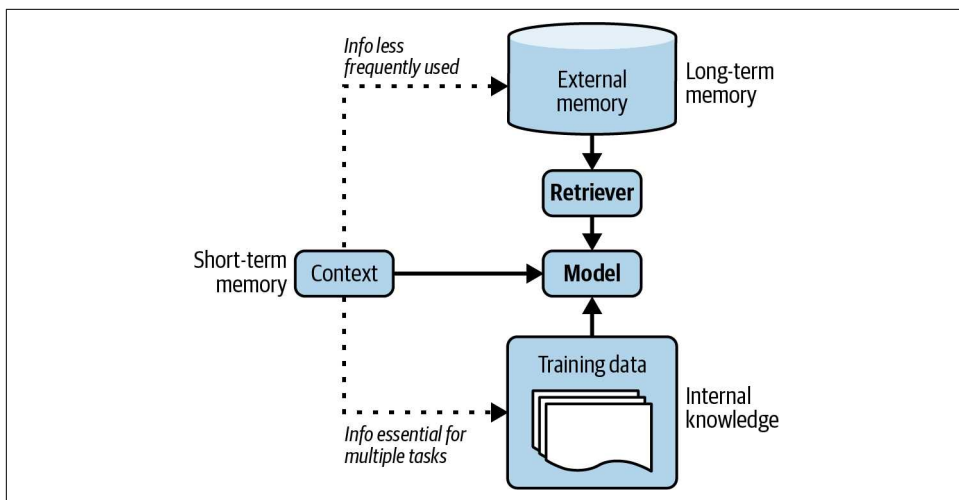 Info less
frequently used
External
memory
Long-term
memory
Retriever
Short-term
memory
Context
Model
Training data
Internal
knowledge
Info essential for
multiple tasks